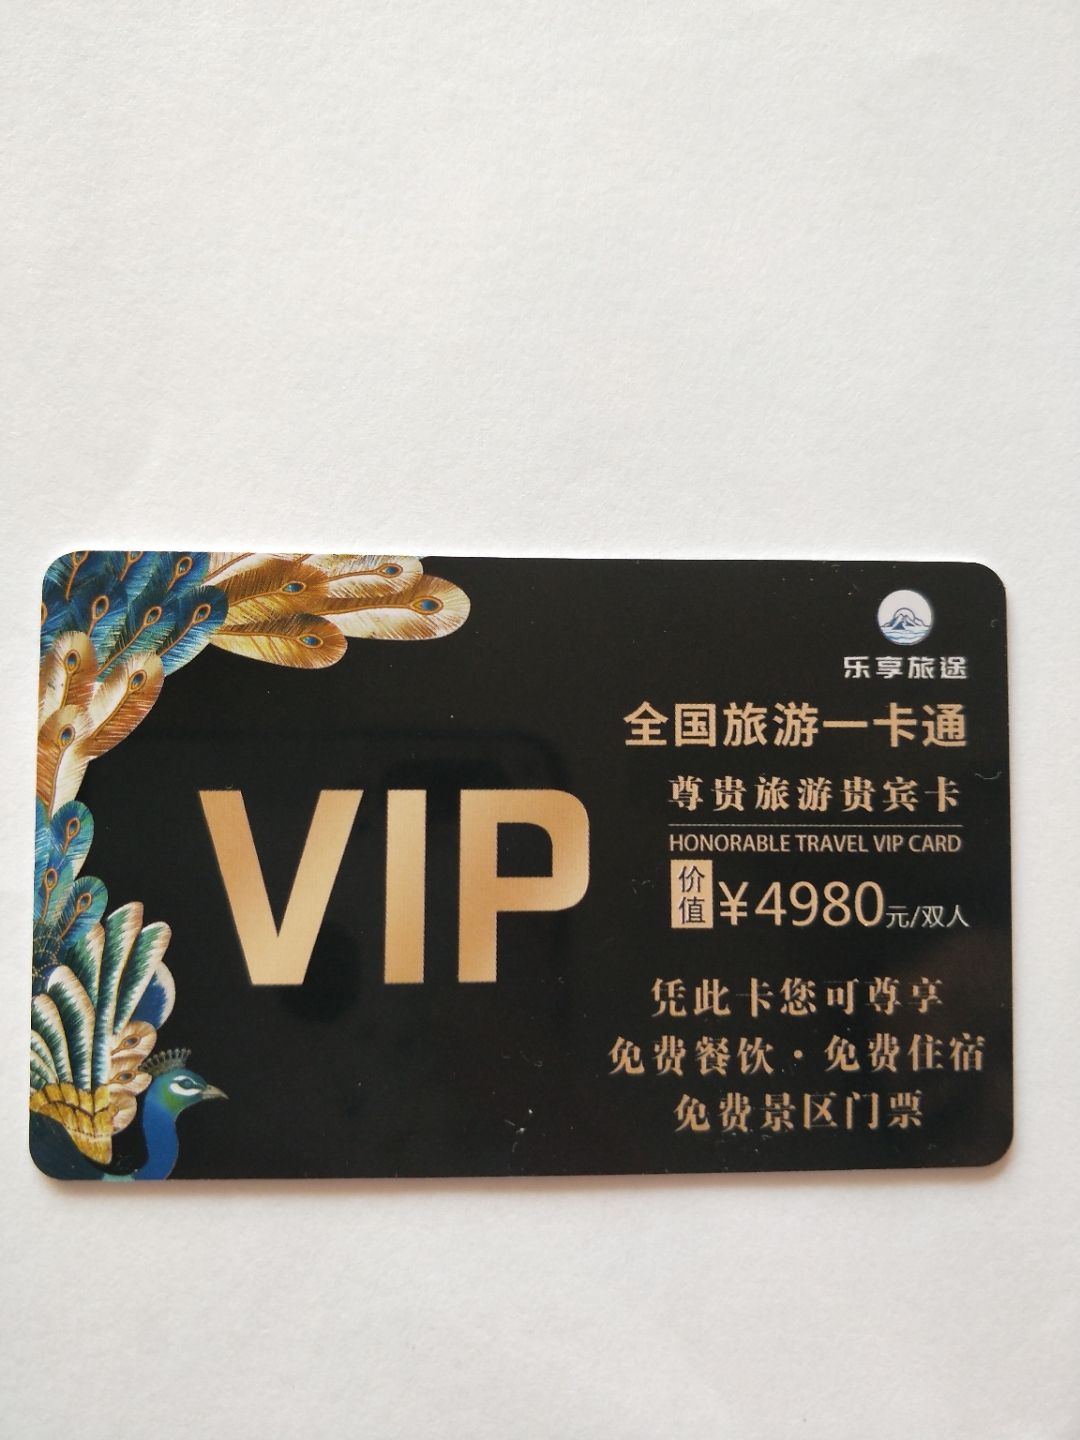 乐享旅途
全国旅游一卡通
尊贵旅游贵宾卡
HONORABLE TRAVEL VIP CARD
价值 ¥4980元/双人
VIP
凭此卡您可尊享
免费餐饮·免费住宿
免费景区门票